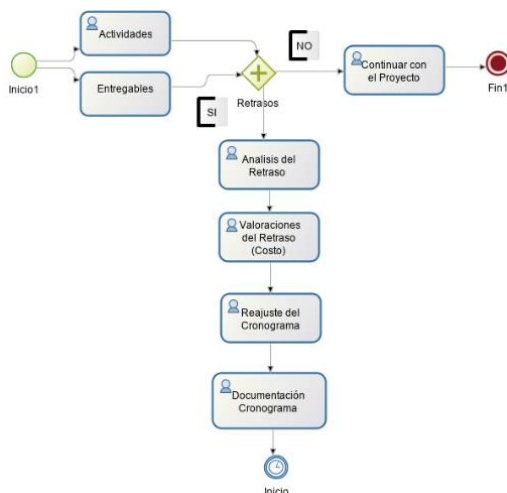 Actividades
NO
Continuar con
el Proyecto
Inicio1
Entregables
Retrasos
Fin1
SI
Analisis del
Retraso
Valoraciones
del Retraso
(Costo)
Reajuste del
Cronograma
Documentación
Cronograma
Inicio